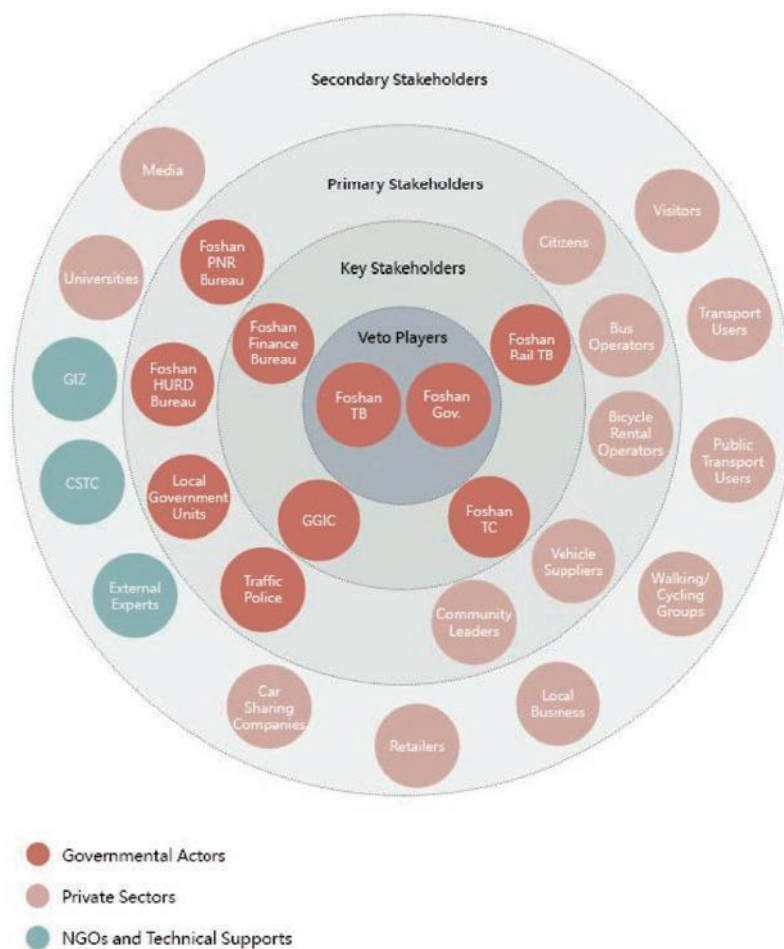 Secondary Stakeholders
Media
Primary Stakeholders
Visitors
Foshan
PNR
Bureau
Citizens
Universities
Key Stakeholders
Transport
Users
Foshan
Finance
Bureau
Veto Players
Foshan
Rail TB
Bus
Operators
GIZ
Foshan
HURD
Bureau
Foshan
TB
Foshan
Gov.
Bicycle
Rental
Operators
Public
Transport
Users
CSTC
Local
Government
Units
GGIC
Foshan
TC
Vehicle
Suppliers
External
Experts
Traffic
Police
Walking/
Cycling
Groups
Community
Leaders
Car
Sharing
Companies
Local
Business
Retailers
Governmental Actors
Private Sectors
NGOs and Technical Supports